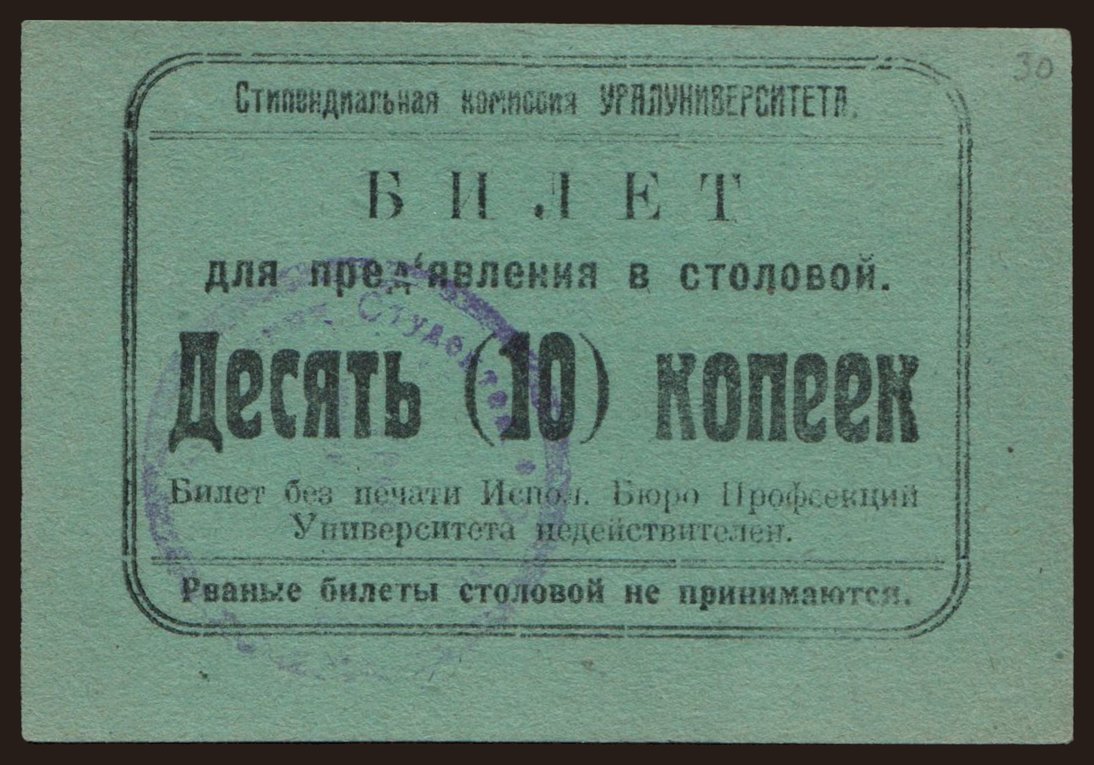 30
Стипендиальная комиссия УРАЛУНИВЕРСИТЕТА.
БИЛЕТ
для пред‘явления в столовой.
Десять (10) копеек
Билет без печати Испол. Бюро Профсекций
Университета недействителен.
Рваные билеты столовой не принимаются.
Студентов